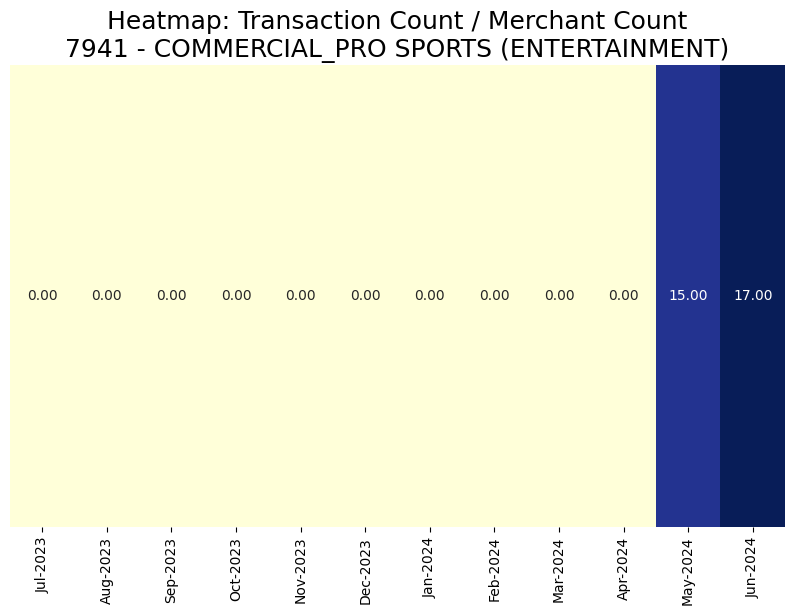 Heatmap: Transaction Count / Merchant Count
7941 - COMMERCIAL_PRO SPORTS (ENTERTAINMENT)
0.00 0.00 0.00 0.00 0.00 0.00 0.00 0.00 0.00 0.00 15.00 17.00
Jul-2023 Aug-2023 Sep-2023 Oct-2023 Nov-2023 Dec-2023 Jan-2024 Feb-2024 Mar-2024 Apr-2024 May-2024 Jun-2024